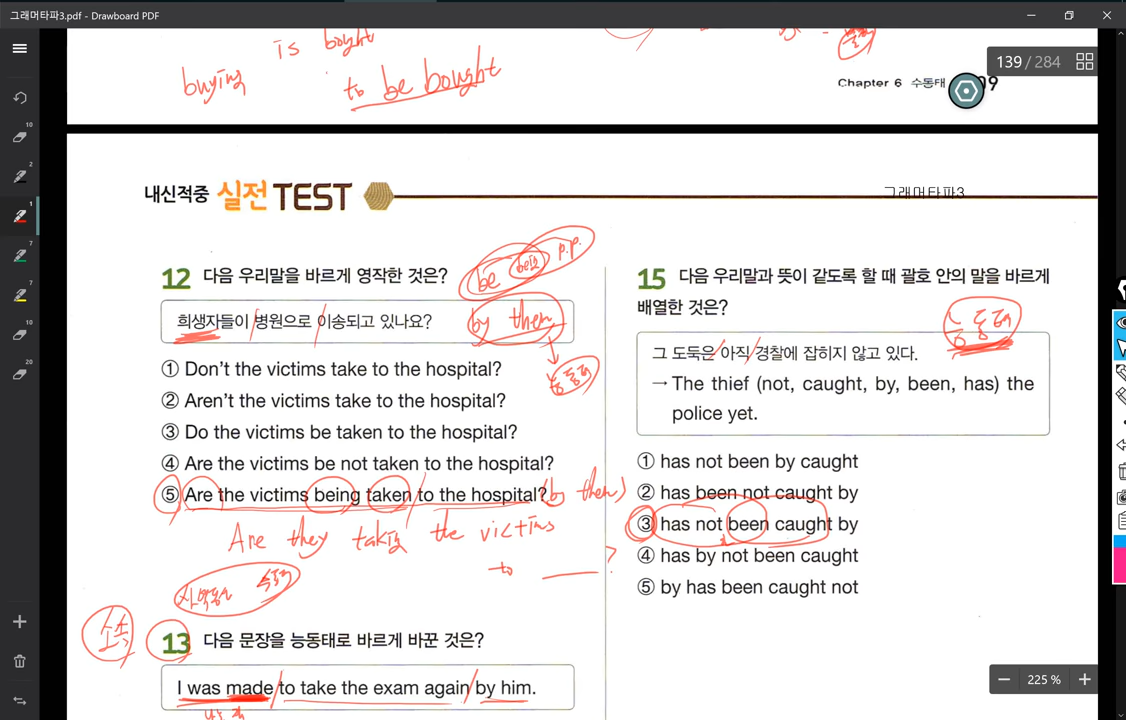 그래머타파3.pdf - Drawboard PDF
is bought
buying
to be bought
139 / 284
Chapter 6 수동태
09
내신적중 실전 TEST
그래머타파3
12 다음 우리말을 바르게 영작한 것은?
be being p.p.
희생자들이 병원으로 이송되고 있나요?
by them
① Don't the victims take to the hospital?
② Aren't the victims take to the hospital?
③ Do the victims be taken to the hospital?
④ Are the victims be not taken to the hospital?
⑤ Are the victims being taken to the hospital? (by them)
Are they taking the victims
to ?
13 다음 문장을 능동태로 바르게 바꾼 것은?
I was made to take the exam again by him.
15 다음 우리말과 뜻이 같도록 할 때 괄호 안의 말을 바르게
배열한 것은?
그 도둑은 아직 경찰에 잡히지 않고 있다.
→ The thief (not, caught, by, been, has) the
police yet.
① has not been by caught
② has been not caught by
③ has not been caught by
④ has by not been caught
⑤ by has been caught not
225 %
10
2
1
7
7
10
20